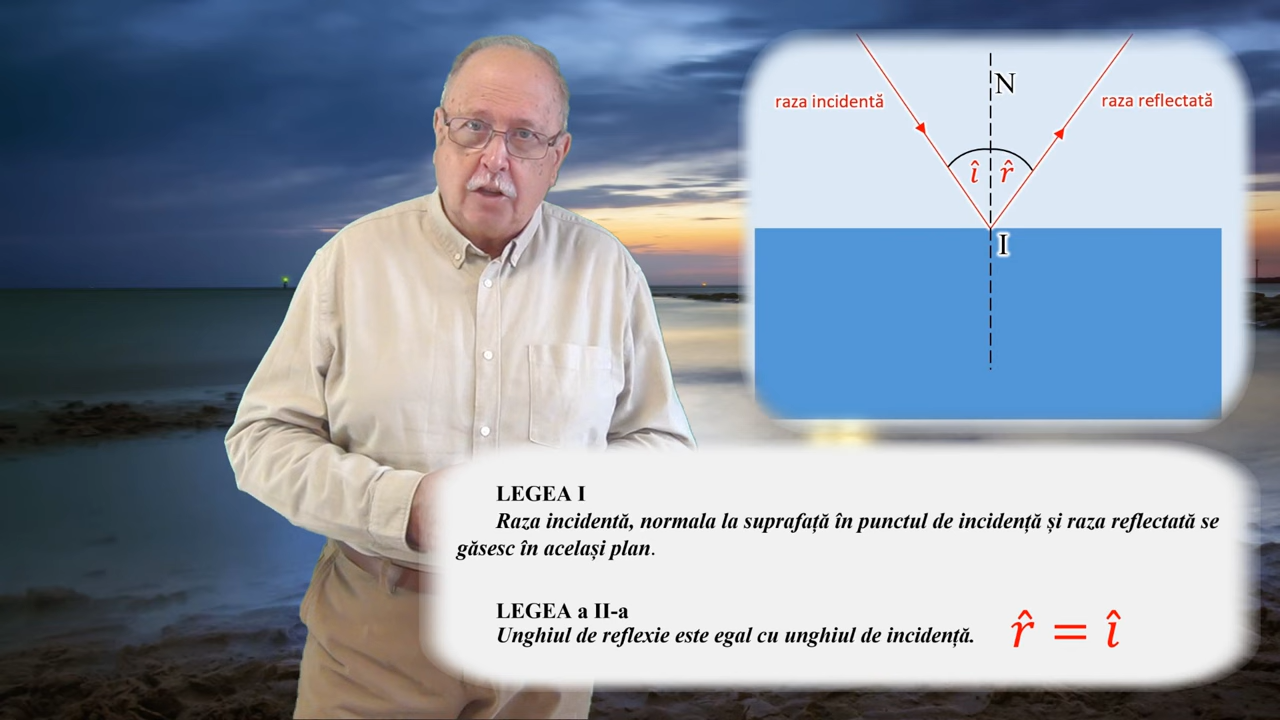 N
raza incidentă
raza reflectată
î r̂
I
LEGEA I
Raza incidentă, normala la suprafață în punctul de incidență și raza reflectată se
găsesc în același plan.
LEGEA a II-a
Unghiul de reflexie este egal cu unghiul de incidență. r̂ = î